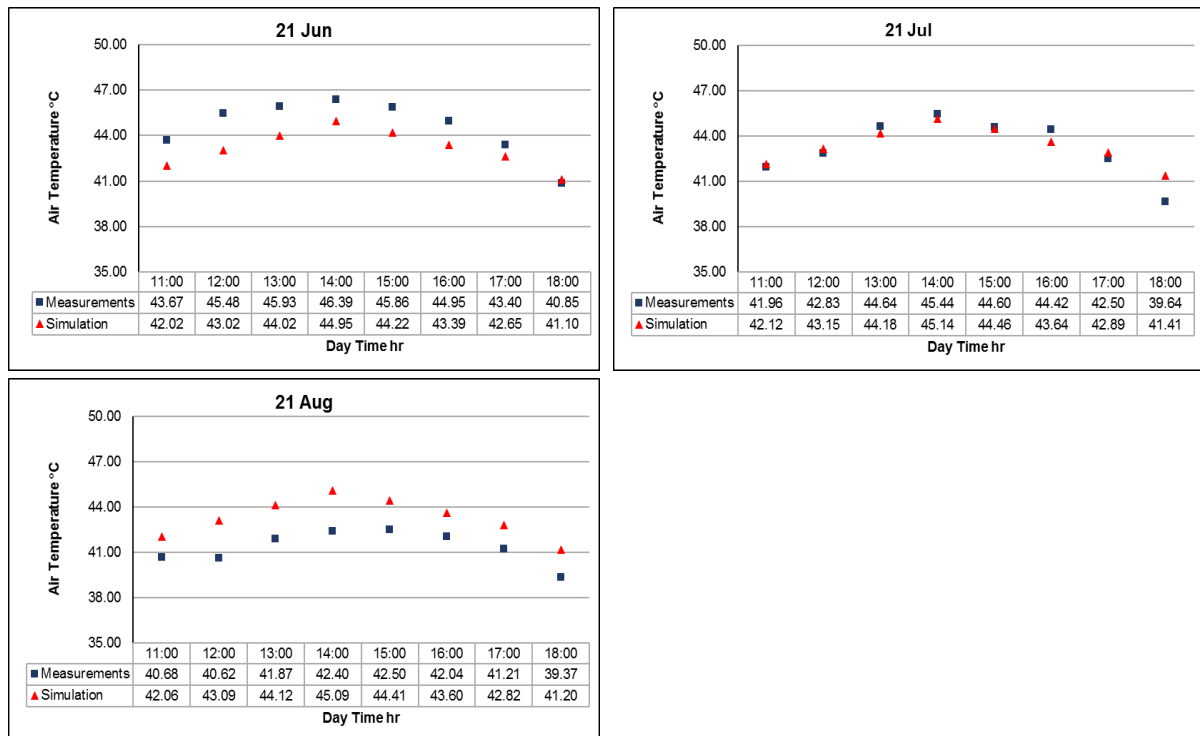 21 Jun
50.00
47.00
44.00
41.00
38.00
35.00
Air Temperature °C
11:00 12:00 13:00 14:00 15:00 16:00 17:00 18:00
Measurements 43.67 45.48 45.93 46.39 45.86 44.95 43.40 40.85
Simulation 42.02 43.02 44.02 44.95 44.22 43.39 42.65 41.10
Day Time hr
21 Jul
50.00
47.00
44.00
41.00
38.00
35.00
Air Temperature °C
11:00 12:00 13:00 14:00 15:00 16:00 17:00 18:00
Measurements 41.96 42.83 44.64 45.44 44.60 44.42 42.50 39.64
Simulation 42.12 43.15 44.18 45.14 44.46 43.64 42.89 41.41
Day Time hr
21 Aug
50.00
47.00
44.00
41.00
38.00
35.00
Air Temperature °C
11:00 12:00 13:00 14:00 15:00 16:00 17:00 18:00
Measurements 40.68 40.62 41.87 42.40 42.50 42.04 41.21 39.37
Simulation 42.06 43.09 44.12 45.09 44.41 43.60 42.82 41.20
Day Time hr